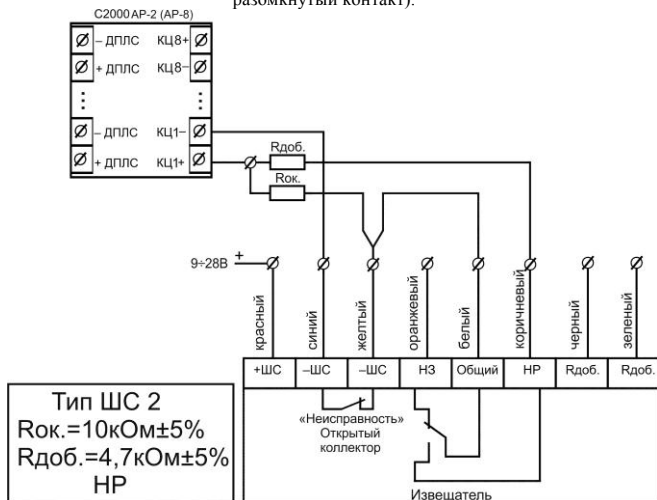 разомкнутый контакт).
С2000 АР-2 (АР-8)
– ДПЛС КЦ8+
+ ДПЛС КЦ8–
– ДПЛС КЦ1–
+ ДПЛС КЦ1+
Rдоб.
Rок.
9÷28В +
красный
синий
желтый
оранжевый
белый
коричневый
черный
зеленый
+ШС –ШС –ШС НЗ Общий НР Rдоб. Rдоб.
«Неисправность»
Открытый
коллектор
Извещатель
Тип ШС 2
Rок.=10кОм±5%
Rдоб.=4,7кОм±5%
НР